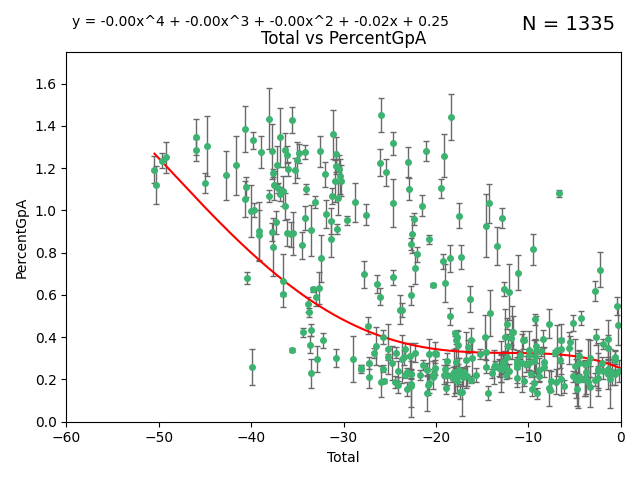 y = -0.00x^4 + -0.00x^3 + -0.00x^2 + -0.02x + 0.25
N = 1335
Total vs PercentGpA
PercentGpA
1.6
1.4
1.2
1.0
0.8
0.6
0.4
0.2
0.0
−60 −50 −40 −30 −20 −10 0
Total